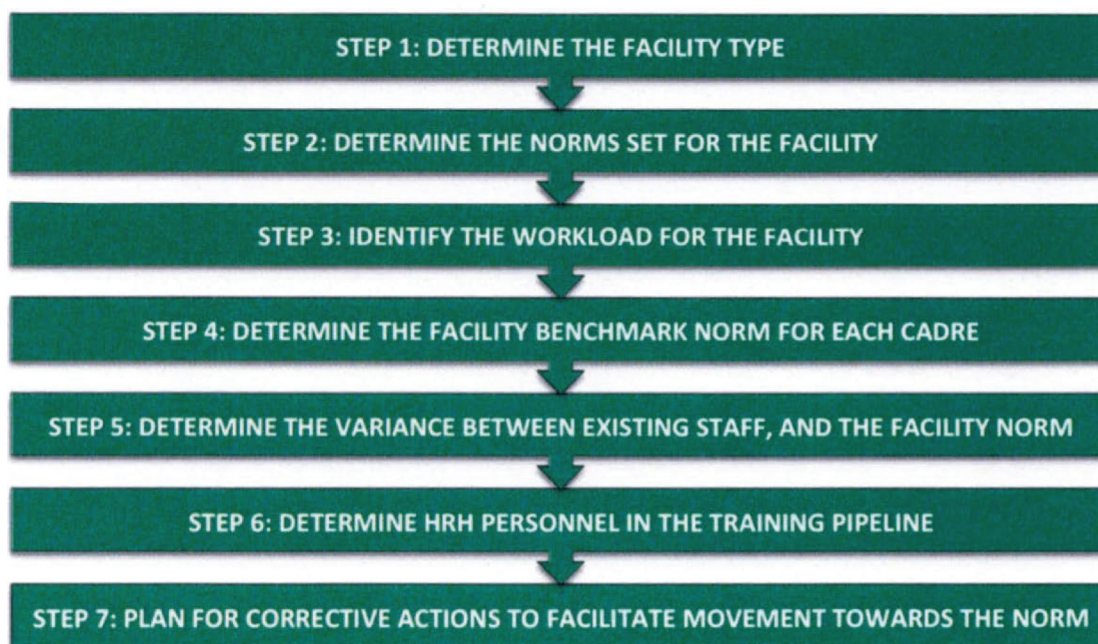 STEP 1: DETERMINE THE FACILITY TYPE
STEP 2: DETERMINE THE NORMS SET FOR THE FACILITY
STEP 3: IDENTIFY THE WORKLOAD FOR THE FACILITY
STEP 4: DETERMINE THE FACILITY BENCHMARK NORM FOR EACH CADRE
STEP 5: DETERMINE THE VARIANCE BETWEEN EXISTING STAFF, AND THE FACILITY NORM
STEP 6: DETERMINE HRH PERSONNEL IN THE TRAINING PIPELINE
STEP 7: PLAN FOR CORRECTIVE ACTIONS TO FACILITATE MOVEMENT TOWARDS THE NORM